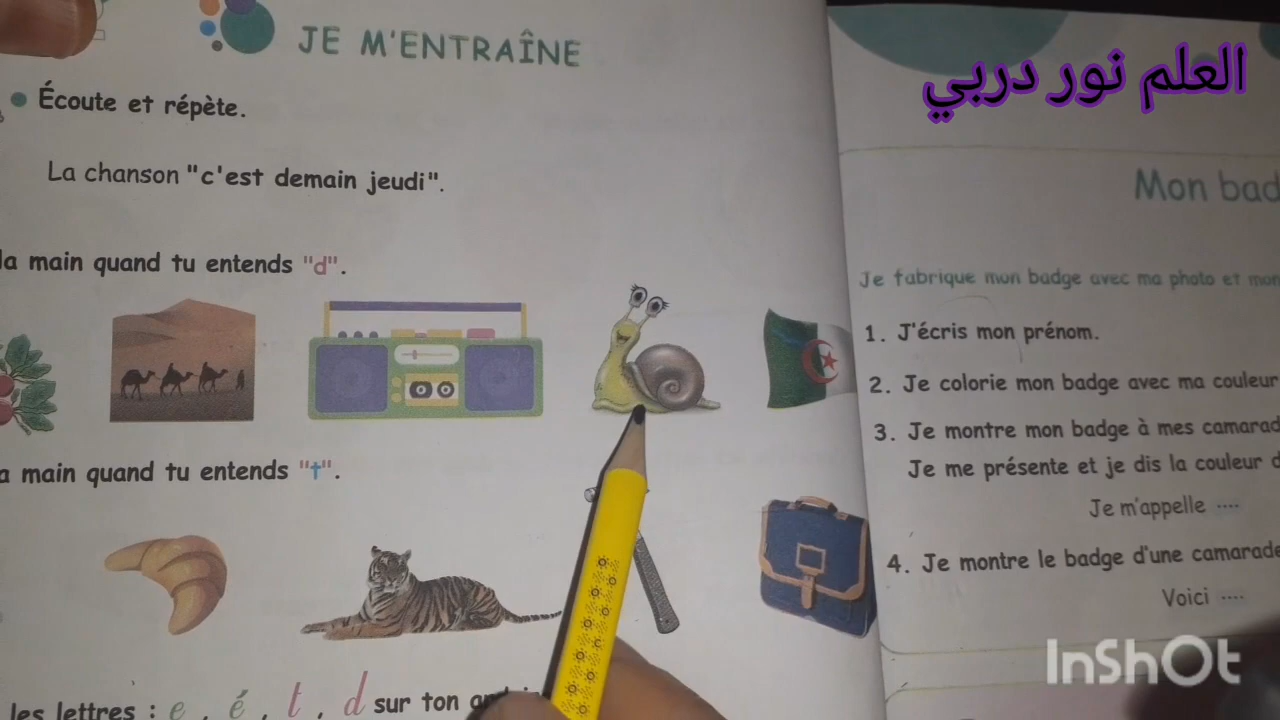 JE M'ENTRAÎNE
Écoute et répète.
La chanson "c'est demain jeudi".
la main quand tu entends "d".
a main quand tu entends "t".
les lettres : e , é , t , d sur ton
العلم نور دربي
Mon
Je fabrique mon badge avec ma photo et
1. J'écris mon prénom.
2. Je colorie mon badge avec ma couleur
3. Je montre mon badge à mes
Je me présente et je dis la couleur
Je m'appelle ....
4. Je montre le badge d'une camarade
Voici ....
InShOt